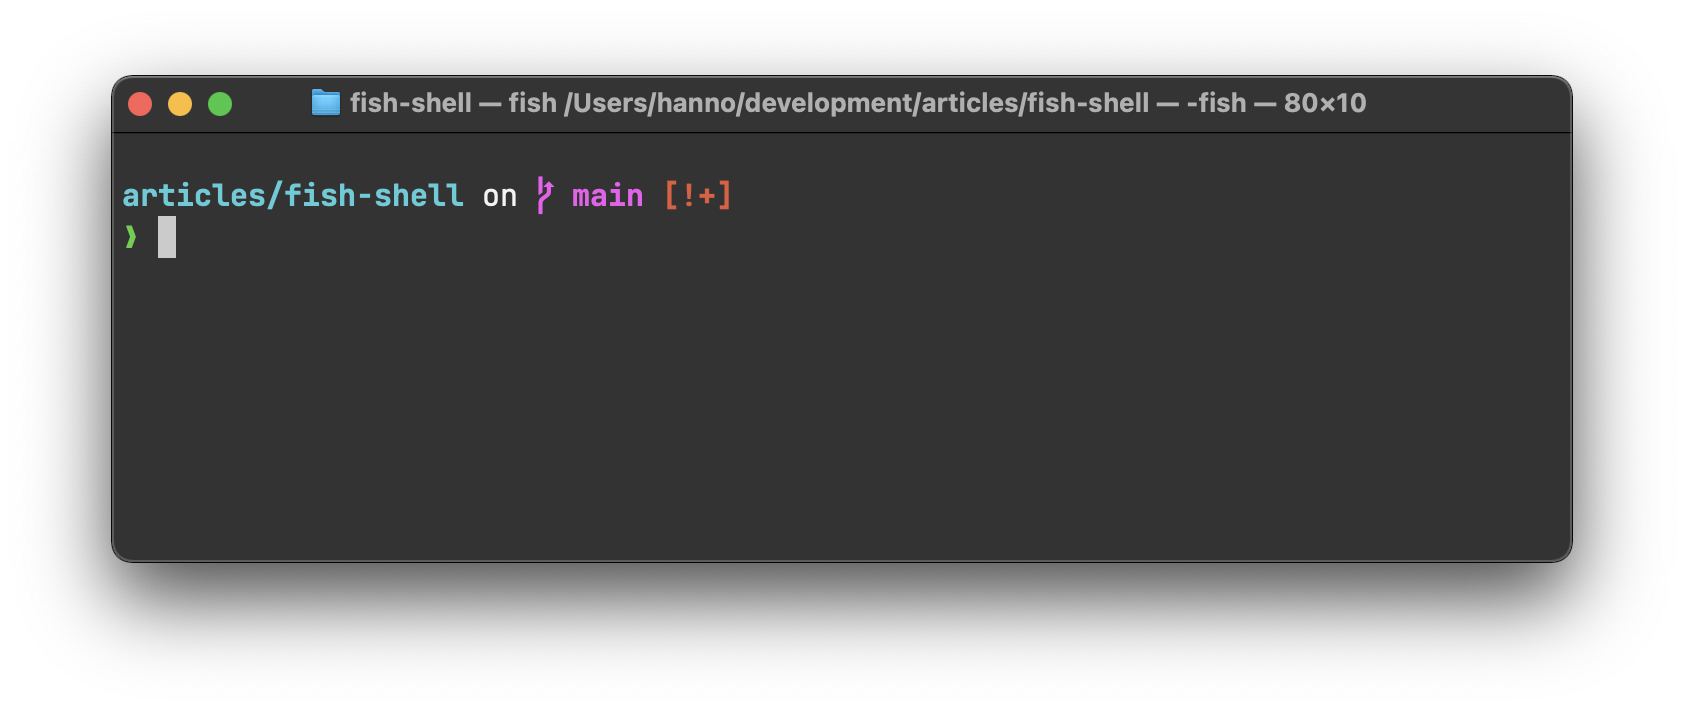 fish-shell — fish /Users/hanno/development/articles/fish-shell — -fish — 80×10
articles/fish-shell on  main [!+]
❯